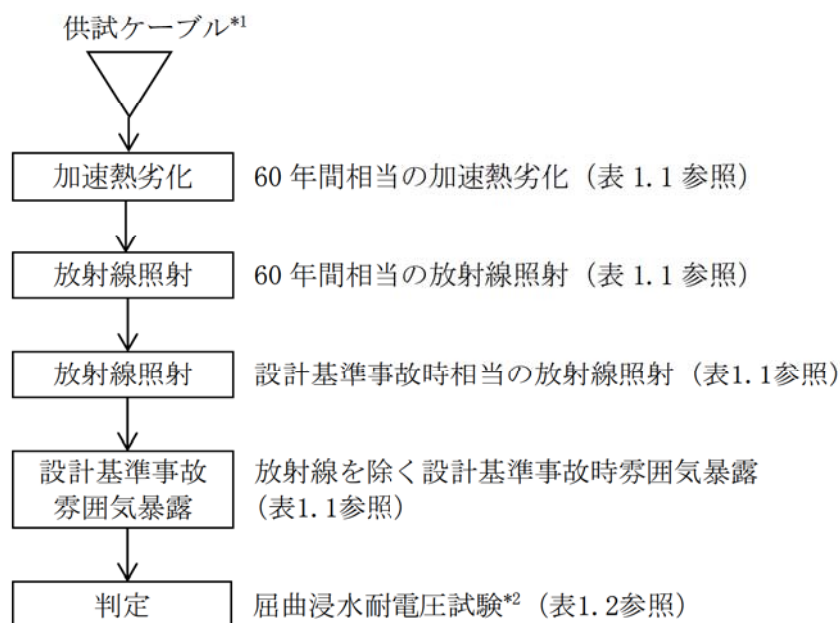 供試ケーブル*1
加速熱劣化 60 年間相当の加速熱劣化（表 1.1 参照）
放射線照射 60 年間相当の放射線照射（表 1.1 参照）
放射線照射 設計基準事故時相当の放射線照射（表1.1参照）
設計基準事故 放射線を除く設計基準事故時雰囲気暴露
雰囲気暴露 （表1.1参照）
判定 屈曲浸水耐電圧試験*2（表1.2参照）